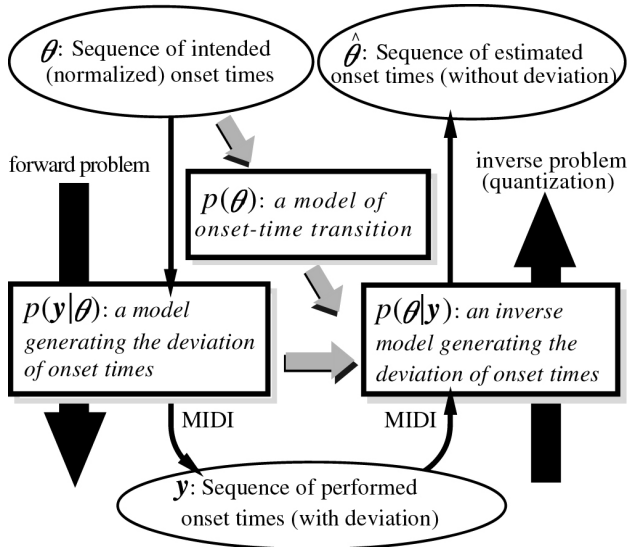 θ: Sequence of intended
(normalized) onset times
θ̂: Sequence of estimated
onset times (without deviation)
forward problem
inverse problem
(quantization)
p(θ): a model of
onset-time transition
p(y|θ): a model
generating the deviation
of onset times
p(θ|y): an inverse
model generating the
deviation of onset times
MIDI
MIDI
y: Sequence of performed
onset times (with deviation)